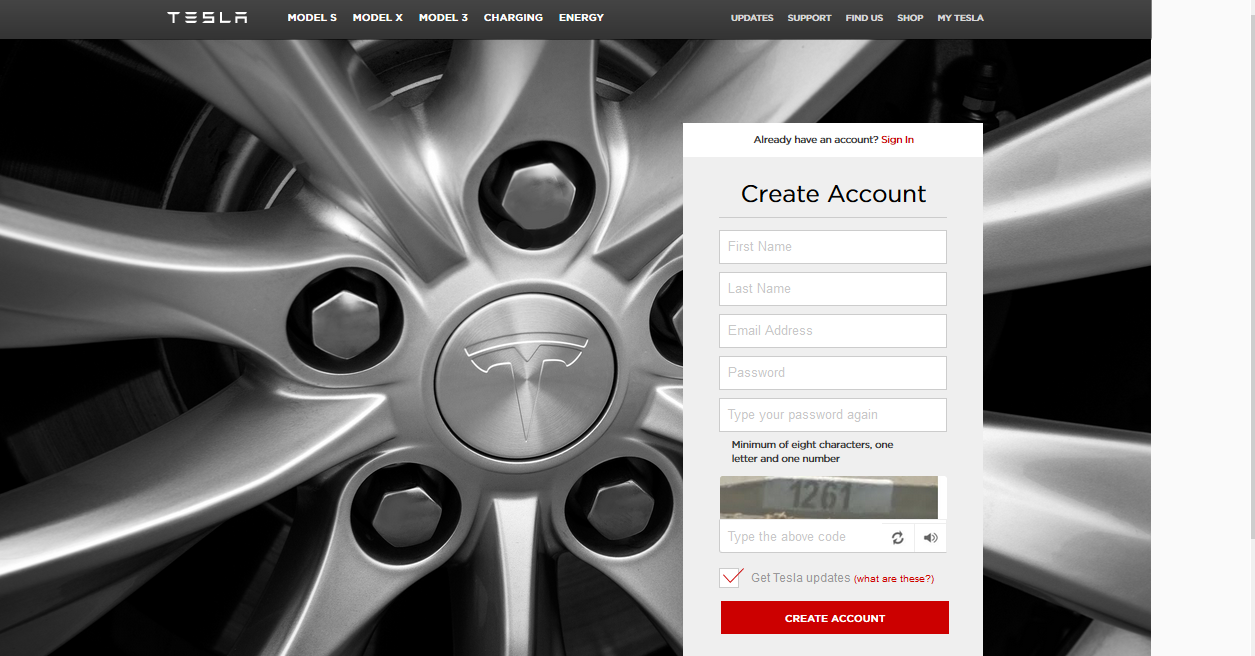 TESLA MODEL S MODEL X MODEL 3 CHARGING ENERGY UPDATES SUPPORT FIND US SHOP MY TESLA
Already have an account? Sign In
Create Account
First Name
Last Name
Email Address
Password
Type your password again
Minimum of eight characters, one
letter and one number
1261
Type the above code
Get Tesla updates (what are these?)
CREATE ACCOUNT